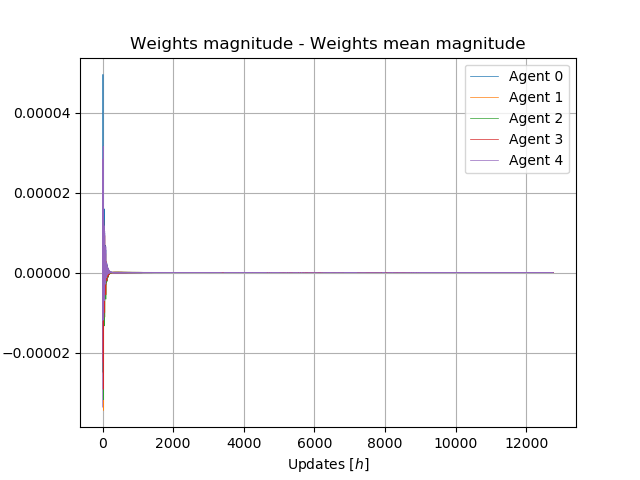 Weights magnitude - Weights mean magnitude
Agent 0
Agent 1
Agent 2
Agent 3
Agent 4
0.00004
0.00002
0.00000
−0.00002
0 2000 4000 6000 8000 10000 12000
Updates [h]